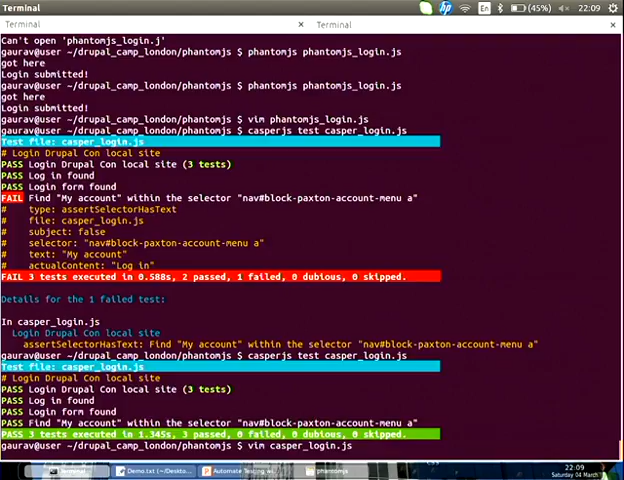 Terminal
En
(45%)
22:09
Terminal
Terminal
Can't open 'phantomjs_login.j'
gaurav@user ~/drupal_camp_london/phantomjs $ phantomjs phantomjs_login.js
got here
Login submitted!
gaurav@user ~/drupal_camp_london/phantomjs $ phantomjs phantomjs_login.js
got here
Login submitted!
gaurav@user ~/drupal_camp_london/phantomjs $ vim phantomjs_login.js
gaurav@user ~/drupal_camp_london/phantomjs $ casperjs test casper_login.js
Test file: casper_login.js
# Login Drupal Con local site
PASS Login Drupal Con local site (3 tests)
PASS Log in found
PASS Login form found
FAIL Find "My account" within the selector "nav#block-paxton-account-menu a"
# type: assertSelectorHasText
# file: casper_login.js
# subject: false
# selector: "nav#block-paxton-account-menu a"
# text: "My account"
# actualContent: "Log in"
FAIL 3 tests executed in 0.588s, 2 passed, 1 failed, 0 dubious, 0 skipped.
Details for the 1 failed test:
In casper_login.js
Login Drupal Con local site
assertSelectorHasText: Find "My account" within the selector "nav#block-paxton-account-menu a"
gaurav@user ~/drupal_camp_london/phantomjs $ casperjs test casper_login.js
Test file: casper_login.js
# Login Drupal Con local site
PASS Login Drupal Con local site (3 tests)
PASS Log in found
PASS Login form found
PASS Find "My account" within the selector "nav#block-paxton-account-menu a"
PASS 3 tests executed in 1.345s, 3 passed, 0 failed, 0 dubious, 0 skipped.
gaurav@user ~/drupal_camp_london/phantomjs $ vim casper_login.js
Terminal
Demo.txt (~/Deskto...
Automate Testing wi...
phantomjs
22:09
Saturday 04 March